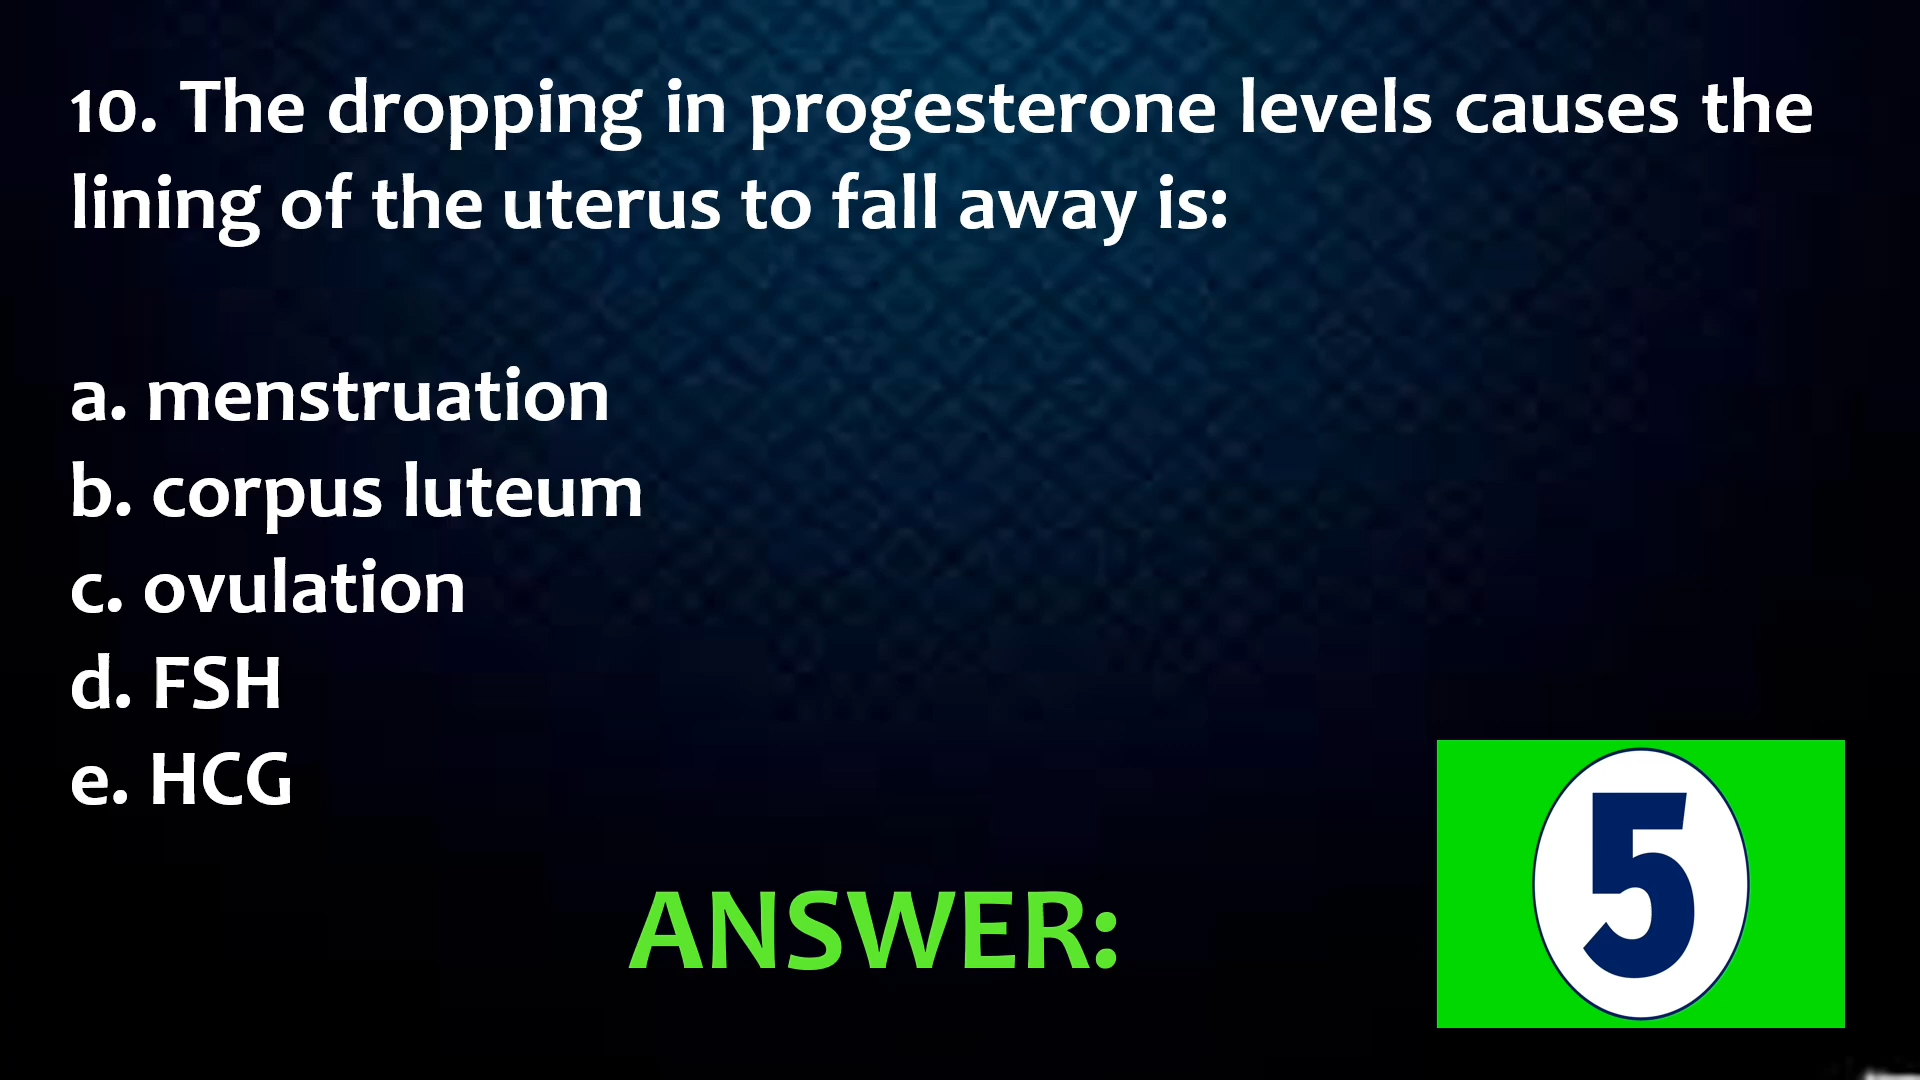 10. The dropping in progesterone levels causes the
lining of the uterus to fall away is:
a. menstruation
b. corpus luteum
c. ovulation
d. FSH
e. HCG
ANSWER:
5